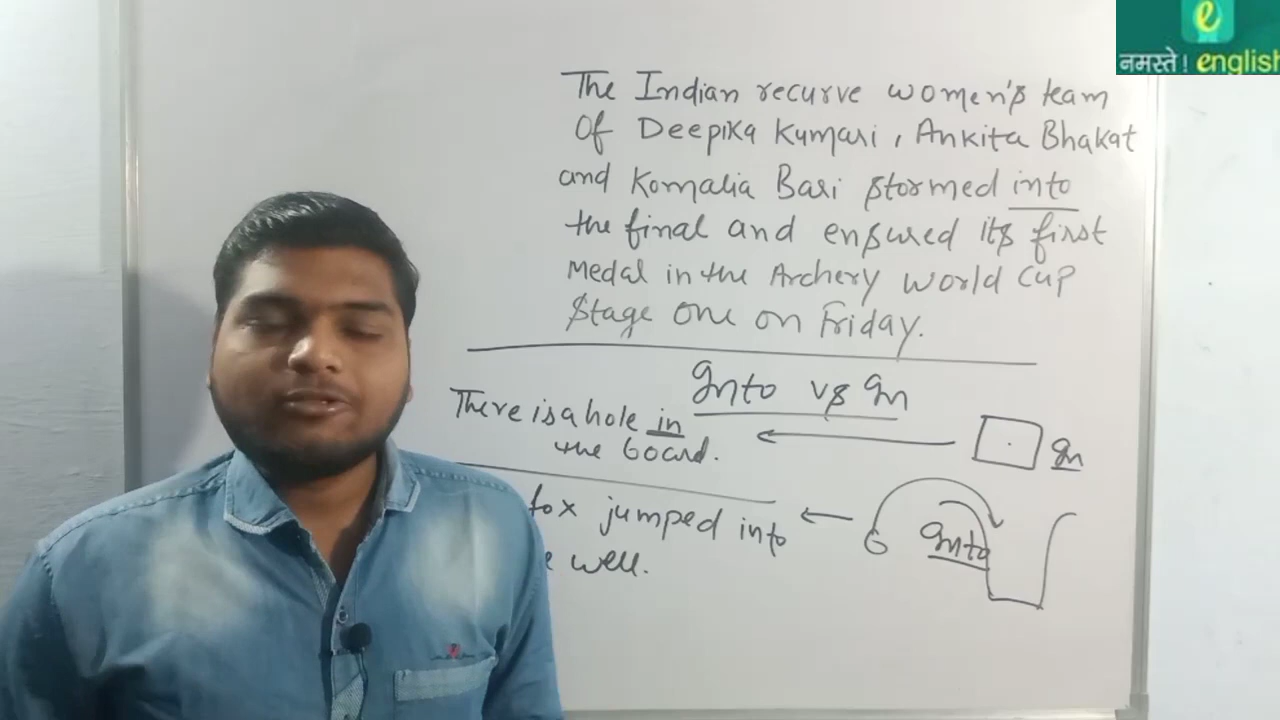 e
नमस्ते! english
The Indian recurve women's team
Of Deepika Kumari, Ankita Bhakat
and Komalia Bari stormed into
the final and ensured its first
Medal in the Archery World Cup
Stage One on Friday.
Into vs In
There is a hole in
the board.
In
fox jumped into
Into
well.